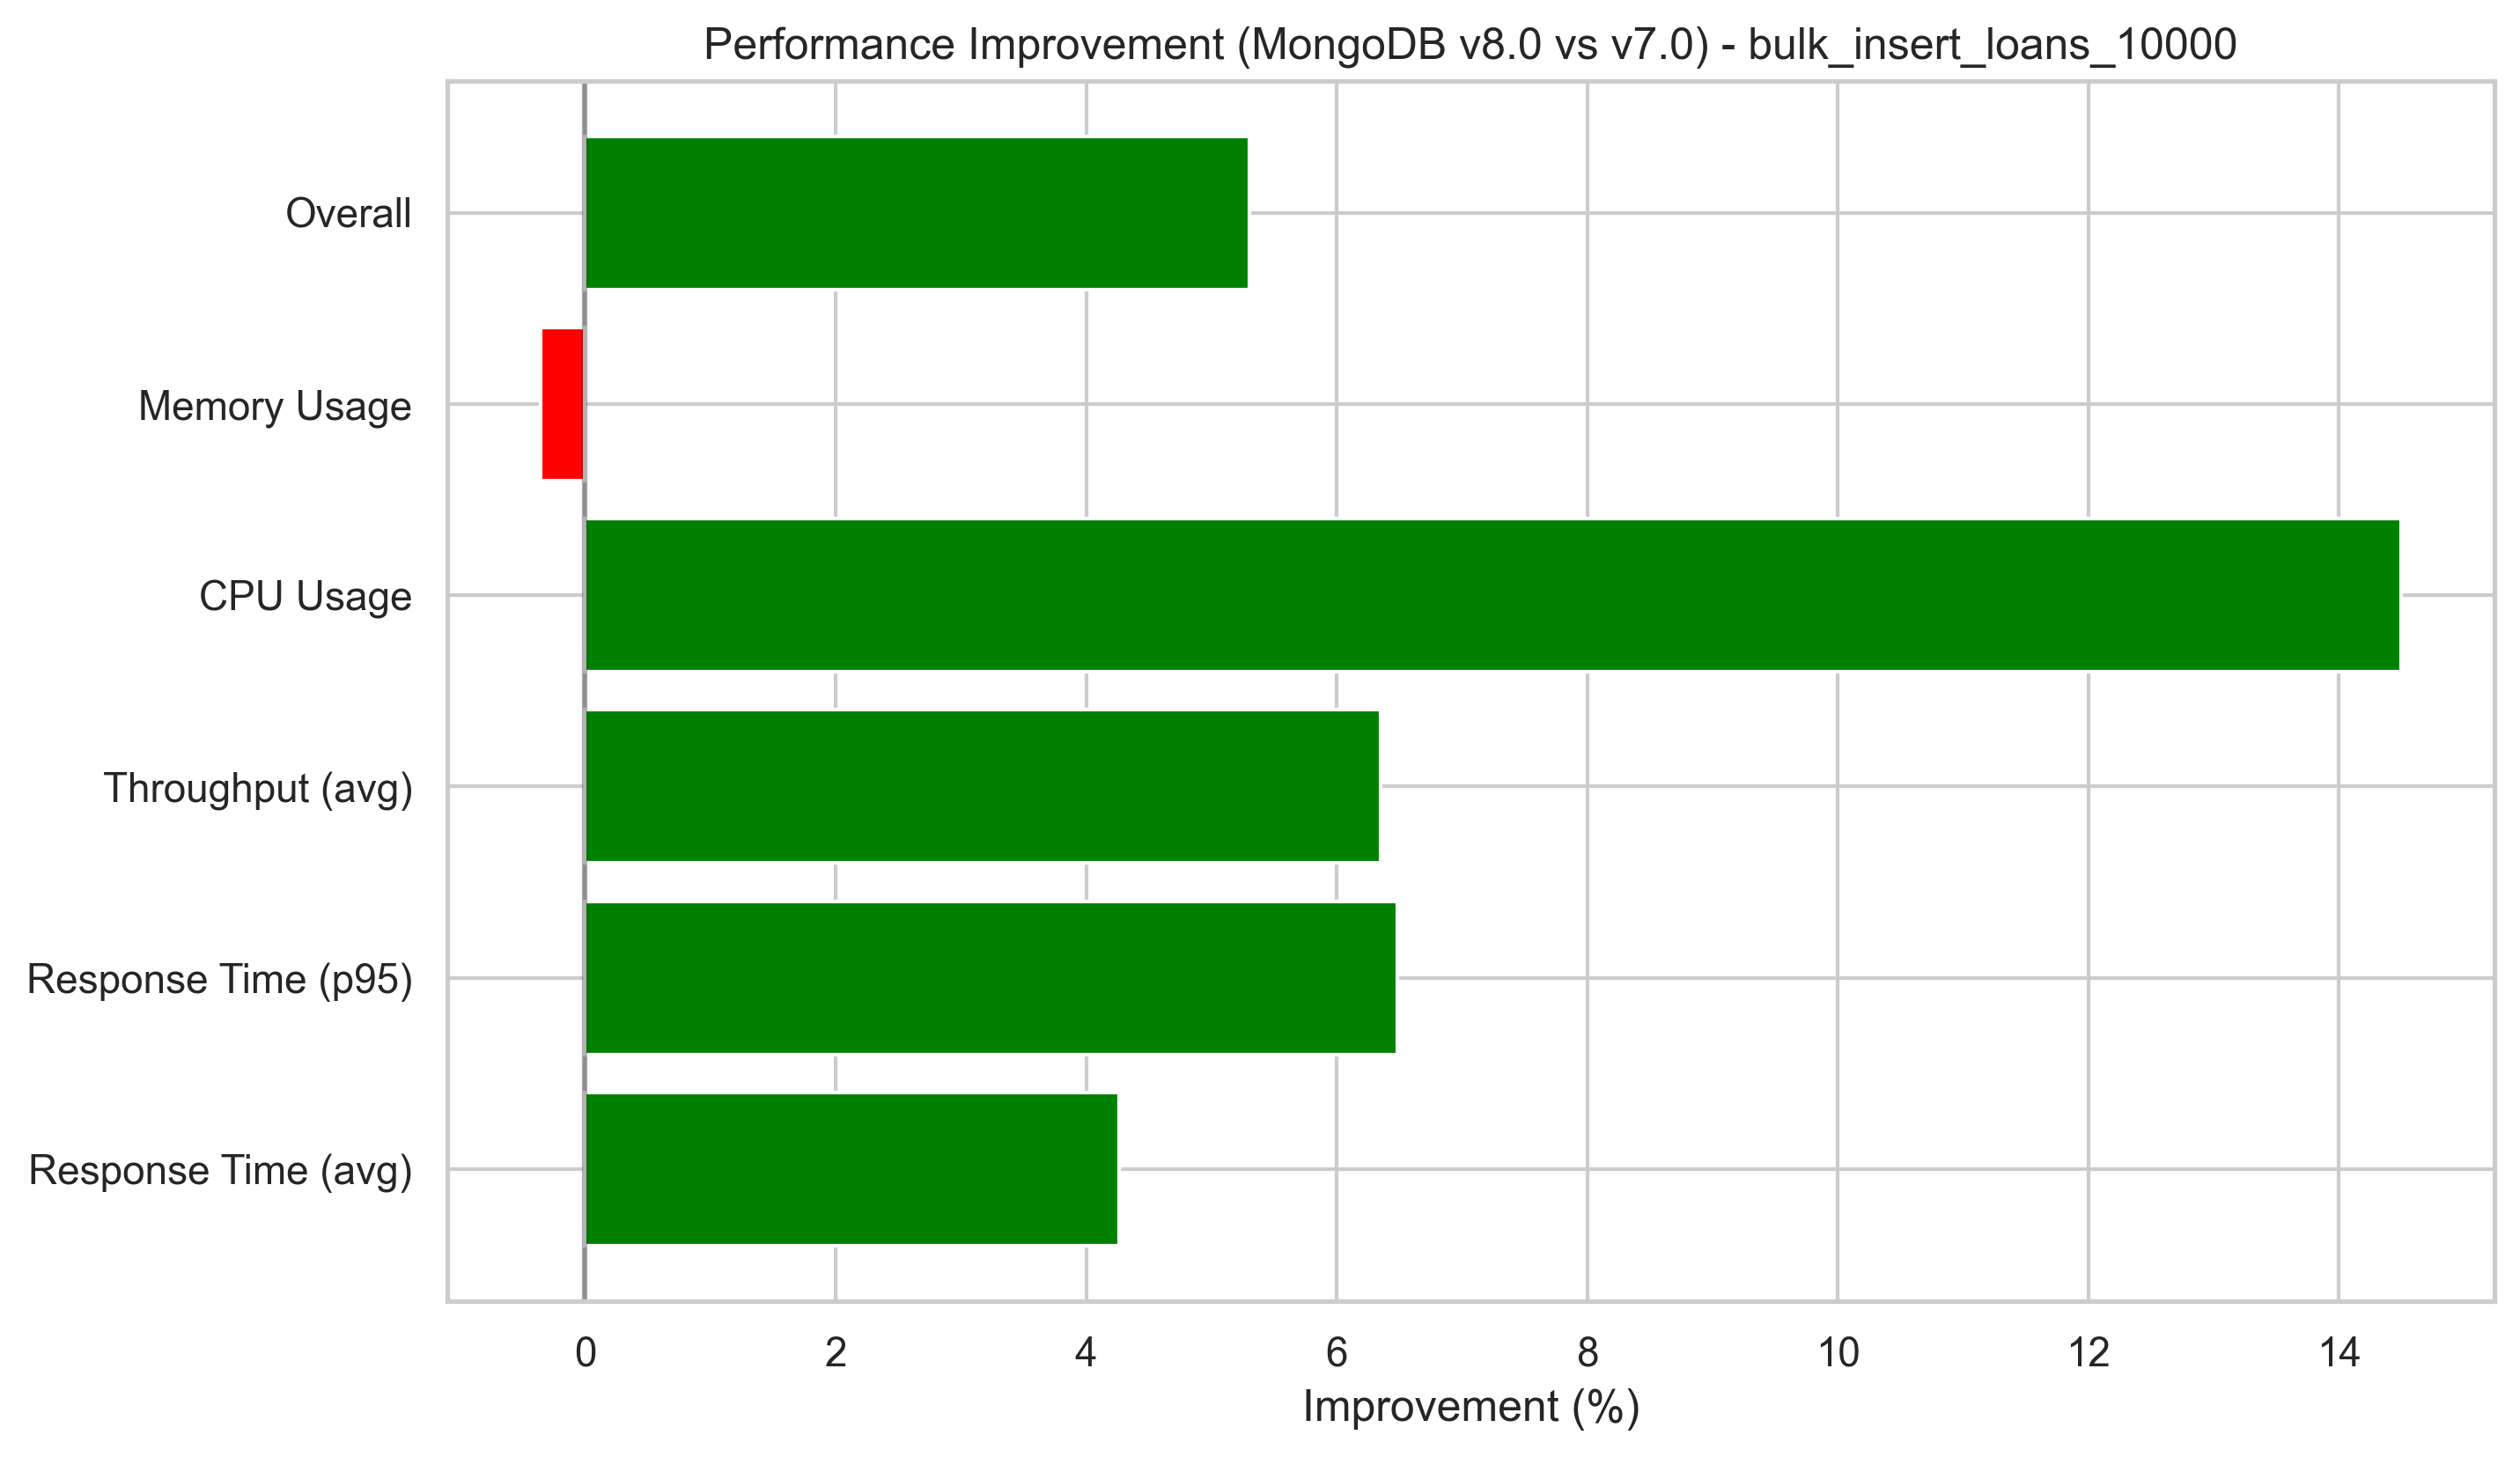 Performance Improvement (MongoDB v8.0 vs v7.0) - bulk_insert_loans_10000
Overall
Memory Usage
CPU Usage
Throughput (avg)
Response Time (p95)
Response Time (avg)
0 2 4 6 8 10 12 14
Improvement (%)